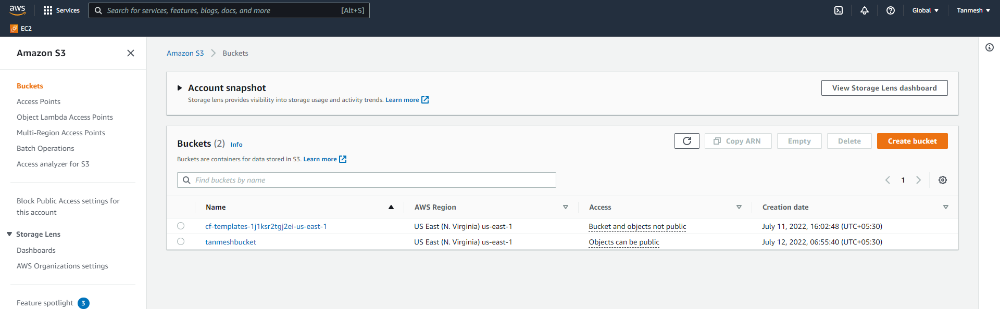 aws
Services
Search for services, features, blogs, docs, and more [Alt+S]
Global
Tanmesh
EC2
Amazon S3
Buckets
Access Points
Object Lambda Access Points
Multi-Region Access Points
Batch Operations
Access analyzer for S3
Block Public Access settings for
this account
Storage Lens
Dashboards
AWS Organizations settings
Feature spotlight 3
Amazon S3 > Buckets
Account snapshot
Storage lens provides visibility into storage usage and activity trends. Learn more
View Storage Lens dashboard
Buckets (2) Info
Buckets are containers for data stored in S3. Learn more
Copy ARN
Empty
Delete
Create bucket
Find buckets by name
1
Name AWS Region Access Creation date
cf-templates-1j1ksr2tgj2ei-us-east-1 US East (N. Virginia) us-east-1 Bucket and objects not public July 11, 2022, 16:02:48 (UTC+05:30)
tanmeshbucket US East (N. Virginia) us-east-1 Objects can be public July 12, 2022, 06:55:40 (UTC+05:30)